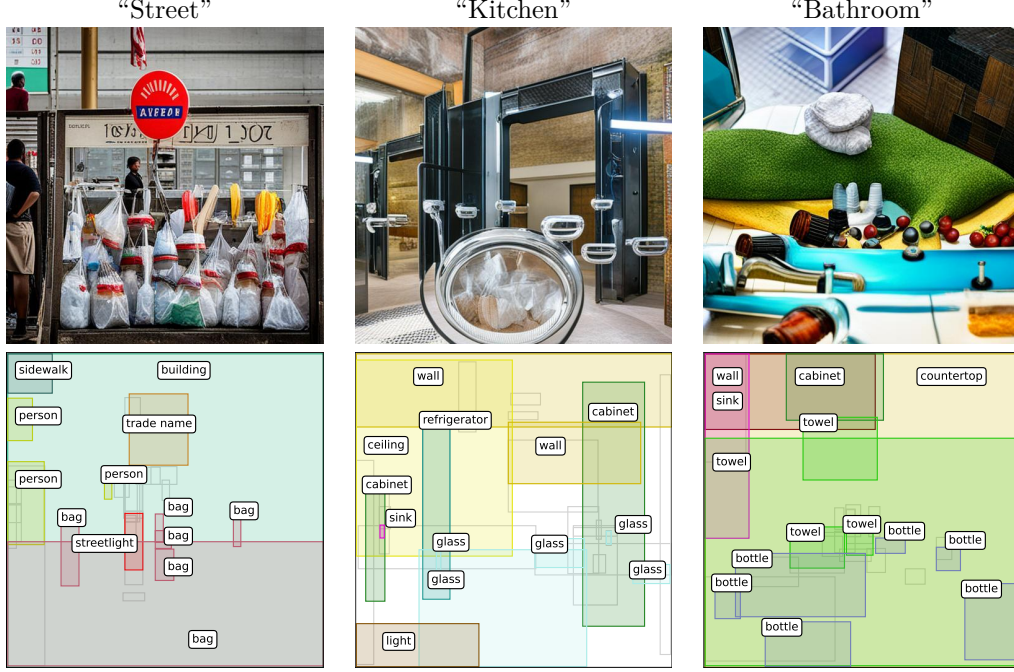 “Street”
“Kitchen”
“Bathroom”
sidewalk
building
person
trade name
person
person
bag
bag
bag
bag
streetlight
bag
bag
wall
refrigerator
cabinet
ceiling
wall
cabinet
sink
glass
glass
glass
glass
glass
light
wall
cabinet
countertop
sink
towel
towel
towel
towel
bottle
bottle
bottle
bottle
bottle
bottle